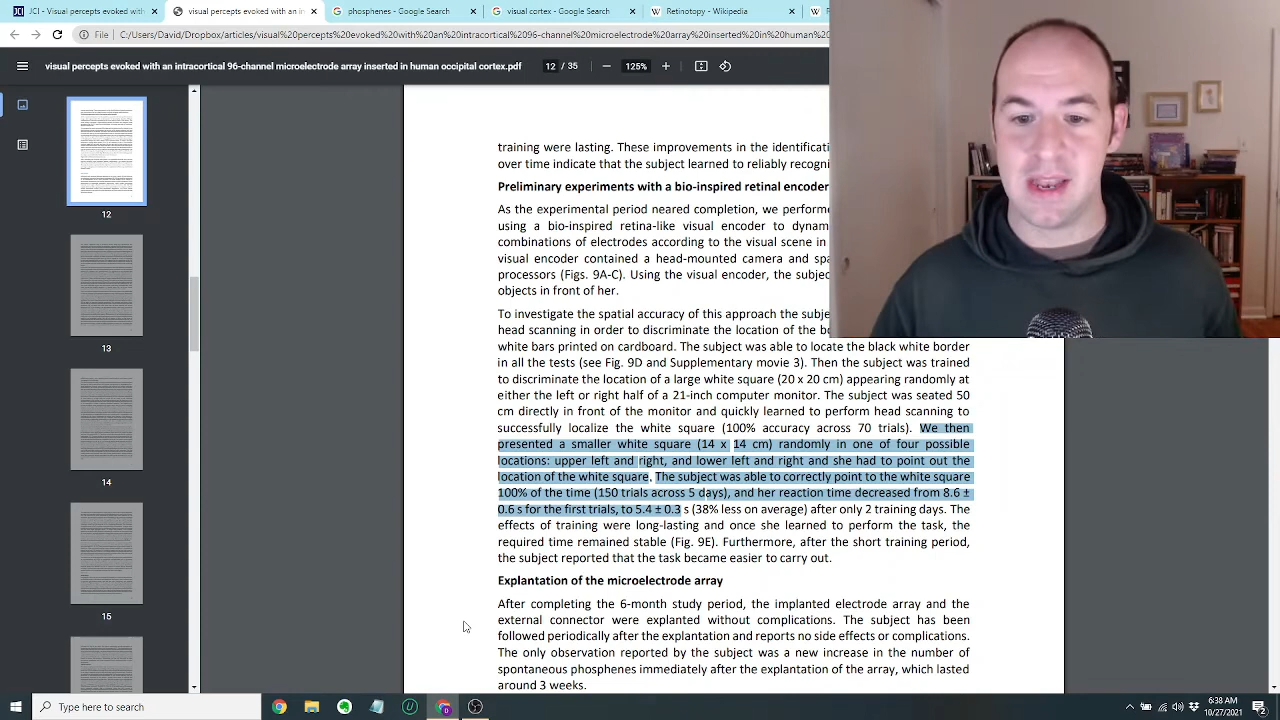 JCI - Visual percepts evoked with
visual percepts evoked with an in
phosphenes - Google Search
visual cortex - Google Search
Retinotopy - Wikipedia
File
C:/Users/David/Dropbox/articles/visual%20percepts%20evoked%20with%20an%20intracortical%2096-channel%20microelectrode%20array%20inserted%20in%20human%20
visual percepts evoked with an intracortical 96-channel microelectrode array inserted in human occipital cortex.pdf
12 / 35
125%
12
13
14
15
training were lasting. These improvements in the identificati
over time indicate that the subject learned to reliably recogni
Preliminary experiments with a bio-inspired retinal encoder
As the experimental period neared completion, we performe
combo a bio-inspired retina-like visual encoder to dynam
combinations of electrodes according to the visual scene in
visual encoder contained a head-mounted camera and spa
processors (Figs. 9A-C). Using the visual encoder, the subjec
objects in front of her.
To investigate the spatial accuracy of this approach the subje
head scanning in order to discriminate the location of the bo
white bars printed on cardboard. The subject was able to locate the black white border
in all the tests (see Fig. 9D and Supplementary movie 3). Then the subject was trained
to discriminate the location of a large white square (20 x 20 cm) appearing randomly at
either the left or right half of a 21-inch computer monitor. The subject was seated 50
cm directly in front of the monitor and quickly learned to perform head scanning to
successfully localize the white square (100% accuracy across 70 trials). We then
presented a smaller white square (14 x 14 cm) randomly in one of four possible
locations: upper left and right, and lower left and right and she had to point out the
location of the white square. The subject was able to correctly point to the white square
100% of the time (150 trials across 5 days), and her reaction time decreased from 8.6 ±
0.6s for the first trials, to 5.4 ± 0.3 s (38% less on average) after only 2 training days. The
effects of training were long-lasting and once she learned to perform the task the
required time remained stable (Fig. 9E). Furthermore, after the short training period,
the subject reported that the task became easier to carry out.
Explantation of the microelectrode array
After completing the 6-month study period, the implanted electrode array and the
external connector were explanted without complications. The subject has been
followed periodically after the explantation and reports no side effects or complications.
The only observation reported by the subject was a new increase in the number of
spontaneous phosphenes immediately after the explantation of the array, which lasted
around 3 weeks.
Type here to search
6:38 AM
10/27/2021